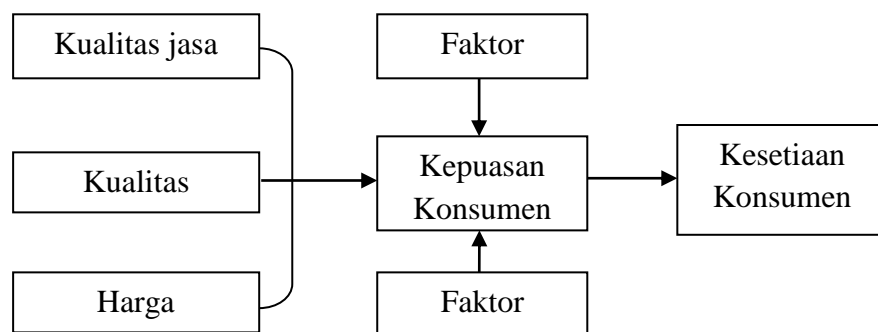 Kualitas jasa
Faktor
Kualitas
Kepuasan
Konsumen
Kesetiaan
Konsumen
Harga
Faktor